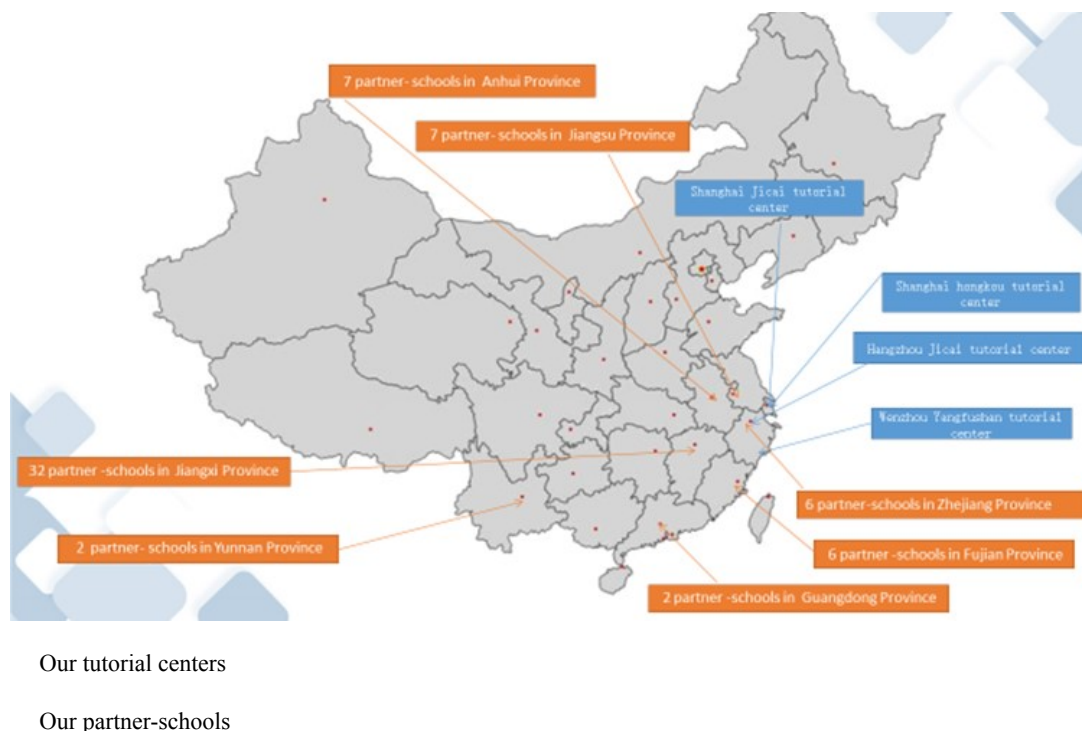 7 partner- schools in Anhui Province
7 partner- schools in Jiangsu Province
Shanghai Jicai tutorial
center
Shanghai hongkou tutorial
center
Hangzhou Jicai tutorial center
Wenzhou Yangfushan tutorial
center
32 partner -schools in Jiangxi Province
6 partner-schools in Zhejiang Province
2 partner- schools in Yunnan Province
6 partner -schools in Fujian Province
2 partner -schools in Guangdong Province
Our tutorial centers
Our partner-schools